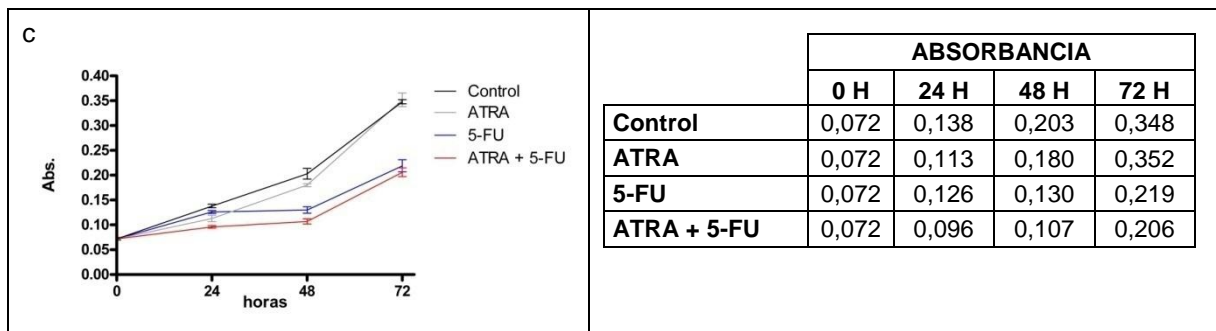 c
0.40
0.35
0.30
0.25
0.20
0.15
0.10
0.05
0.00
Abs.
0 24 48 72
horas
Control
ATRA
5-FU
ATRA + 5-FU
ABSORBANCIA
0 H 24 H 48 H 72 H
Control 0,072 0,138 0,203 0,348
ATRA 0,072 0,113 0,180 0,352
5-FU 0,072 0,126 0,130 0,219
ATRA + 5-FU 0,072 0,096 0,107 0,206